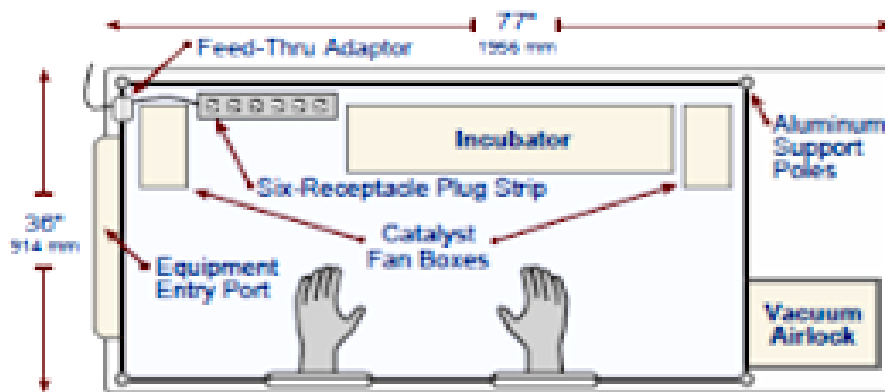 77"
1956 mm
Feed-Thru Adaptor
Incubator
Aluminum
Support
Poles
Six-Receptacle Plug Strip
36"
914 mm
Catalyst
Fan Boxes
Equipment
Entry Port
Vacuum
Airlock